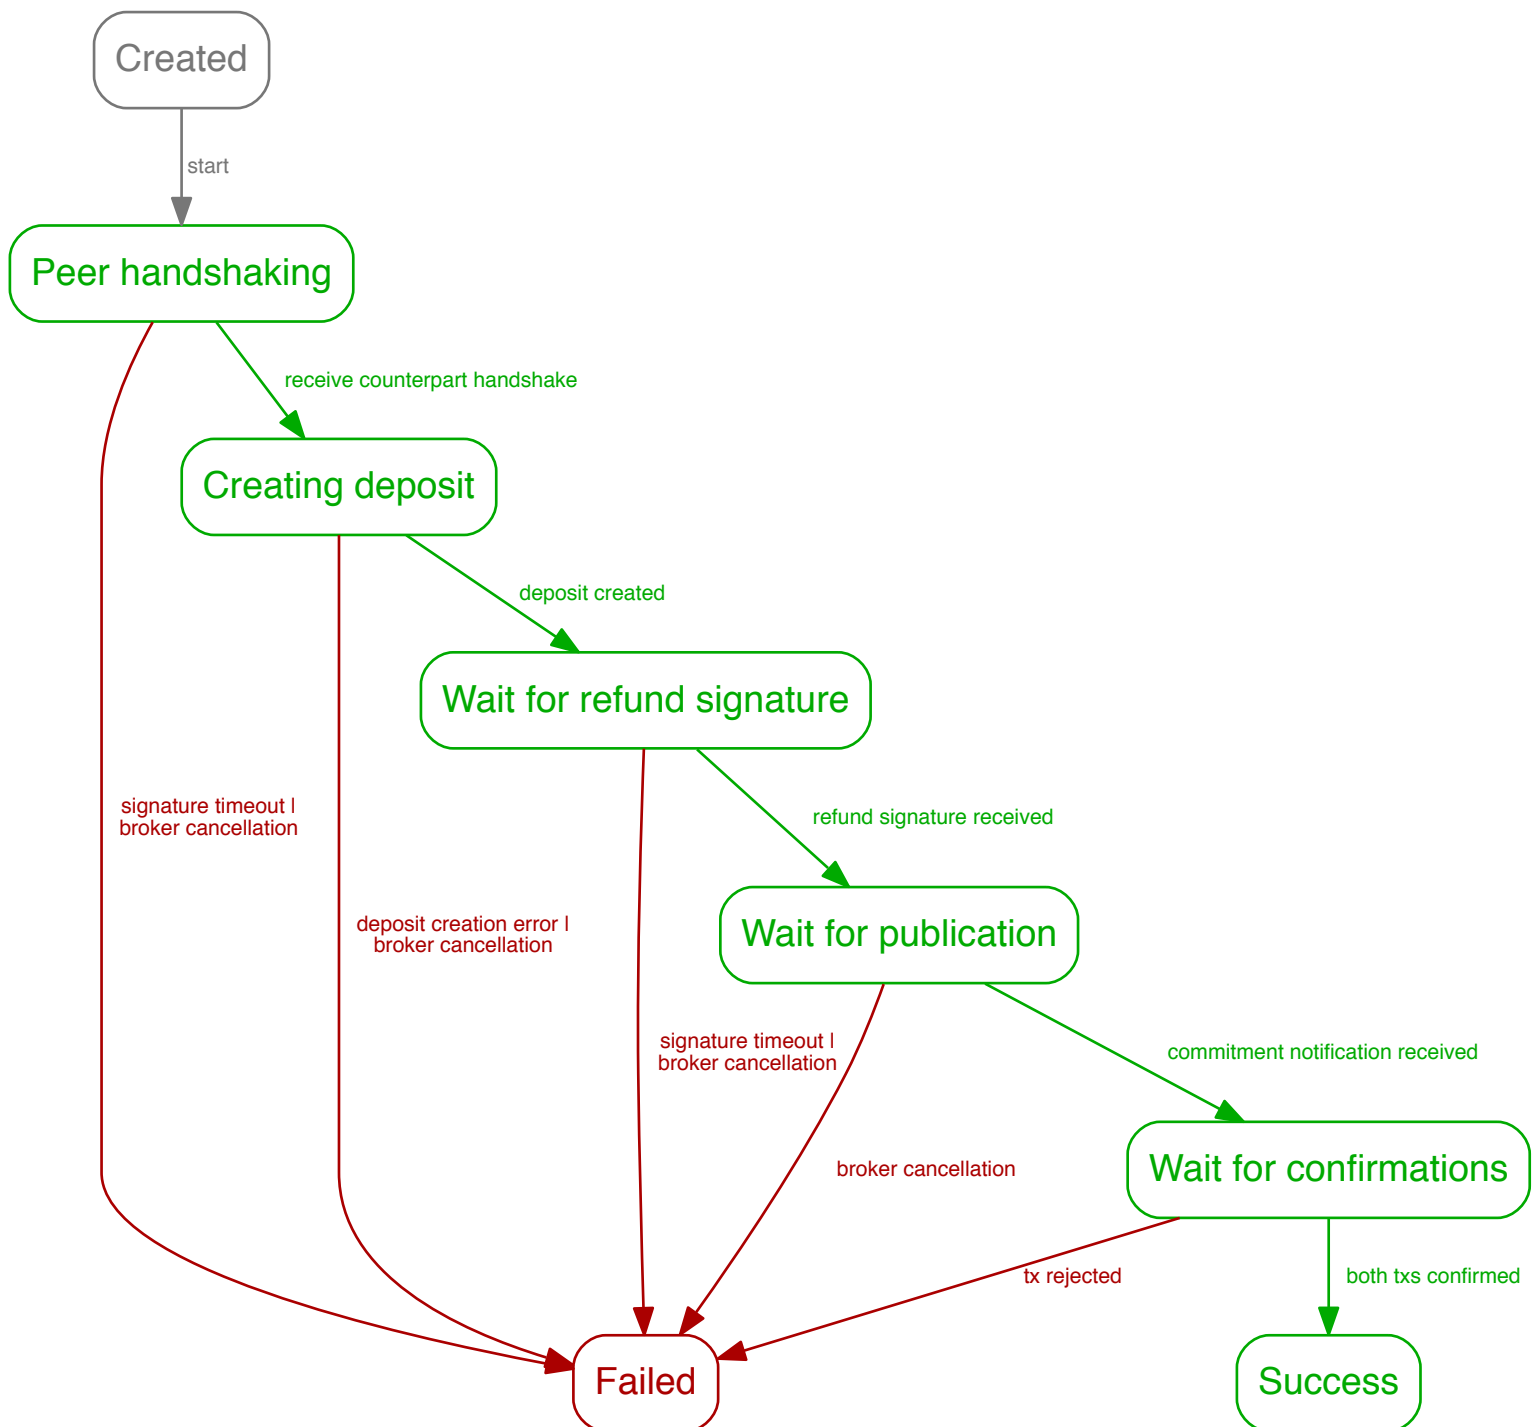 Created
start
Peer handshaking
receive counterpart handshake
Creating deposit
deposit created
Wait for refund signature
signature timeout |
broker cancellation
refund signature received
Wait for publication
deposit creation error |
broker cancellation
signature timeout |
broker cancellation
commitment notification received
broker cancellation
Wait for confirmations
tx rejected
both txs confirmed
Failed
Success